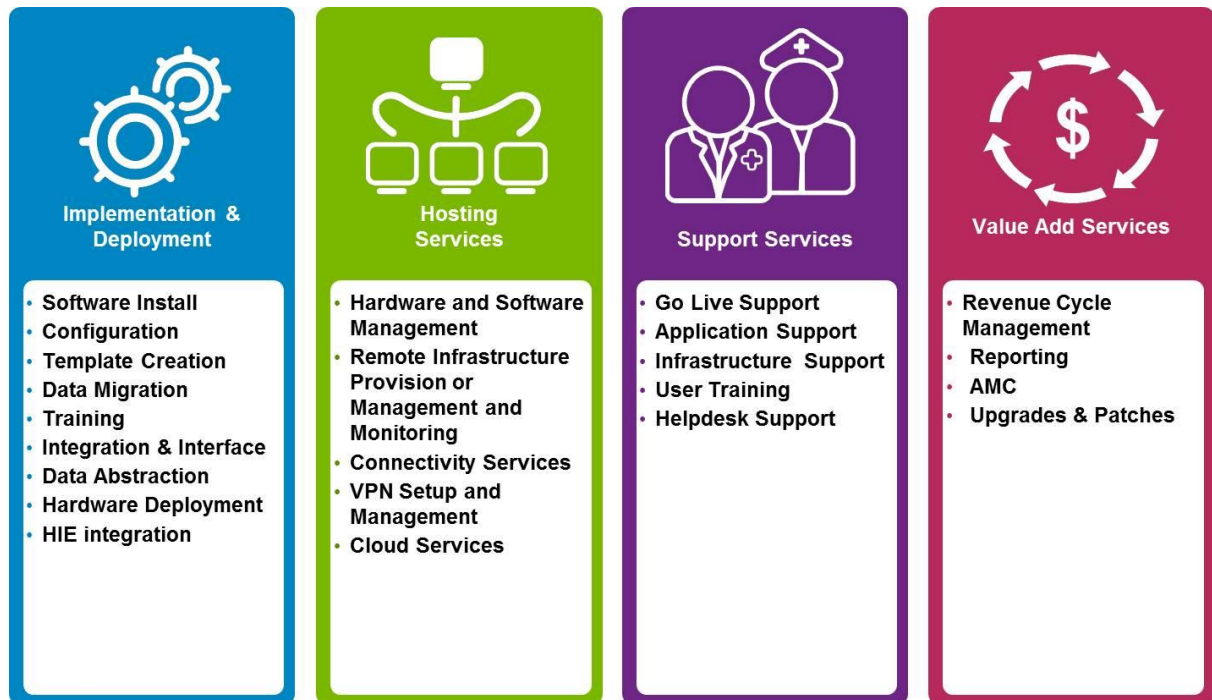 Implementation &
Deployment
• Software Install
• Configuration
• Template Creation
• Data Migration
• Training
• Integration & Interface
• Data Abstraction
• Hardware Deployment
• HIE integration
Hosting
Services
• Hardware and Software
Management
• Remote Infrastructure
Provision or
Management and
Monitoring
• Connectivity Services
• VPN Setup and
Management
• Cloud Services
Support Services
• Go Live Support
• Application Support
• Infrastructure Support
• User Training
• Helpdesk Support
$
Value Add Services
• Revenue Cycle
Management
• Reporting
• AMC
• Upgrades & Patches